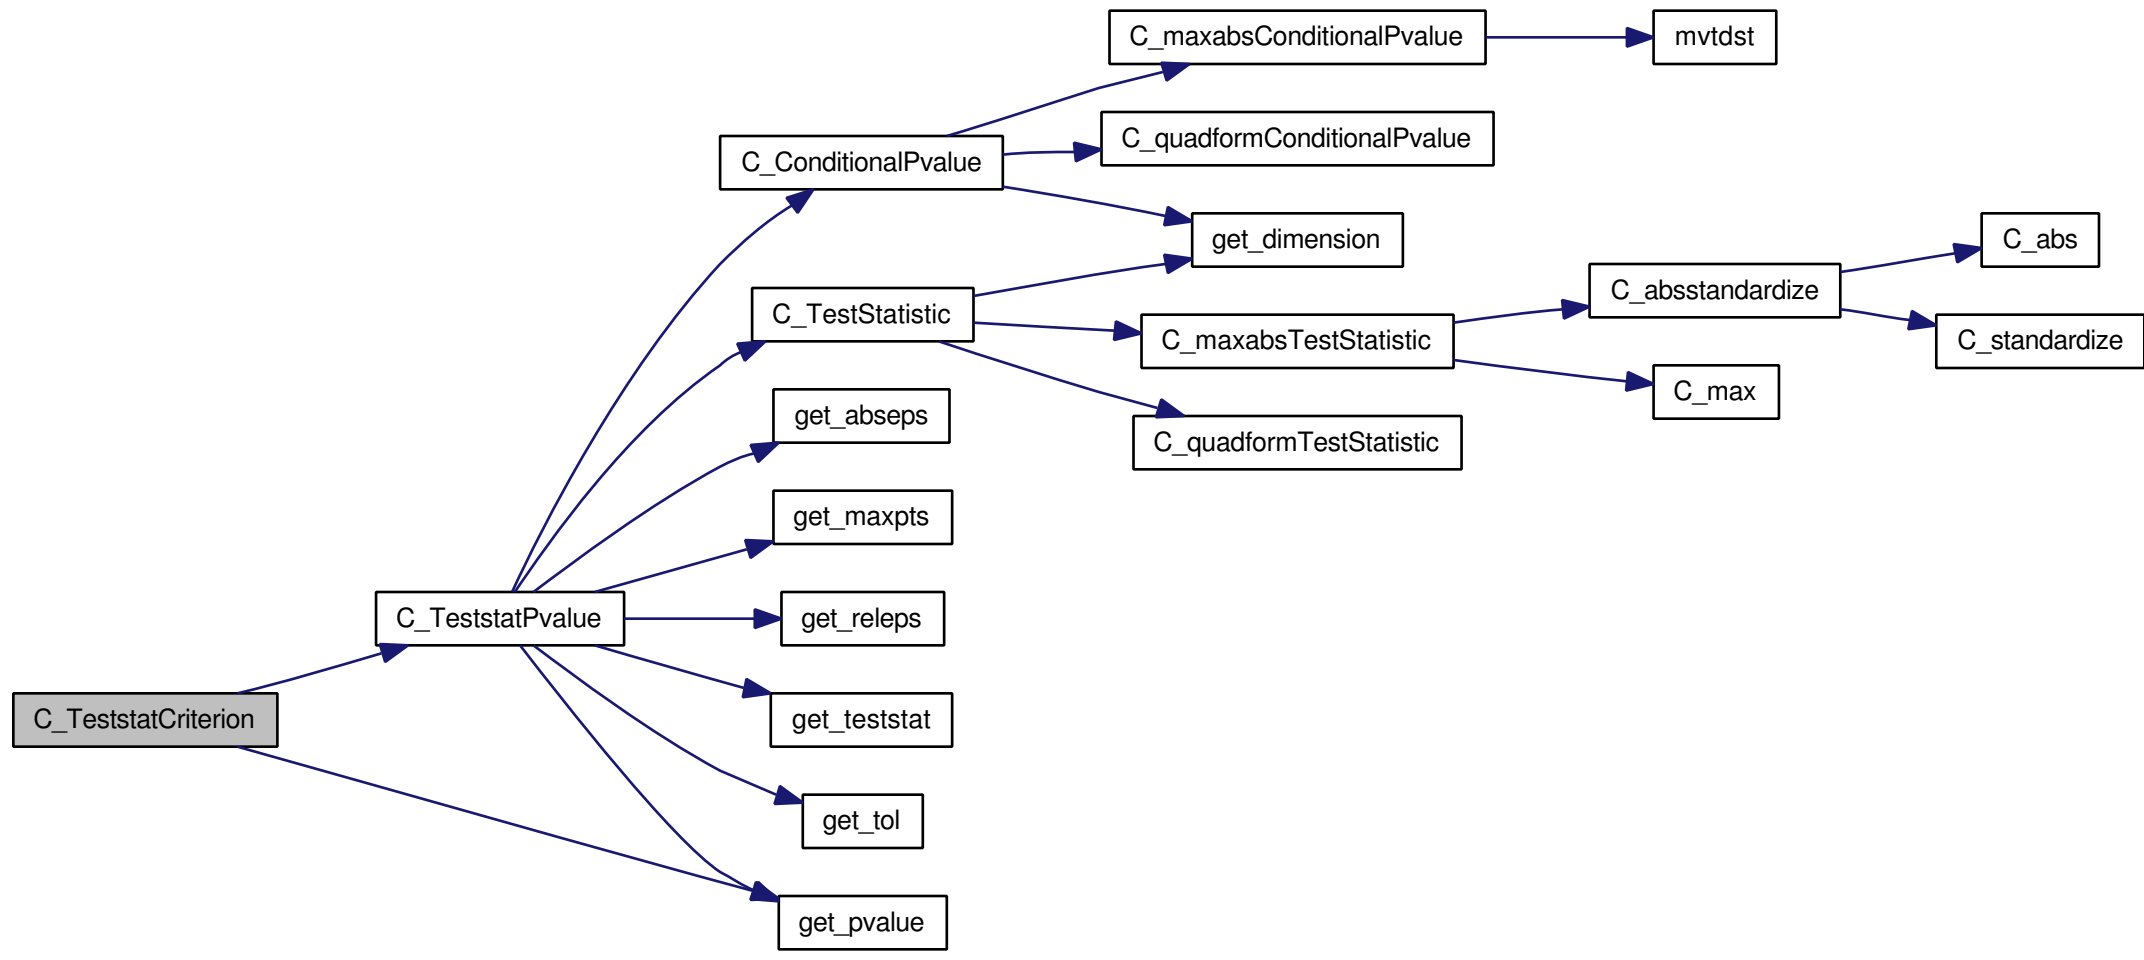 C_maxabsConditionalPvalue
mvtdst
C_quadformConditionalPvalue
C_ConditionalPvalue
get_dimension
C_abs
C_absstandardize
C_TestStatistic
C_maxabsTestStatistic
C_standardize
C_max
get_abseps
C_quadformTestStatistic
get_maxpts
C_TeststatPvalue
get_releps
C_TeststatCriterion
get_teststat
get_tol
get_pvalue